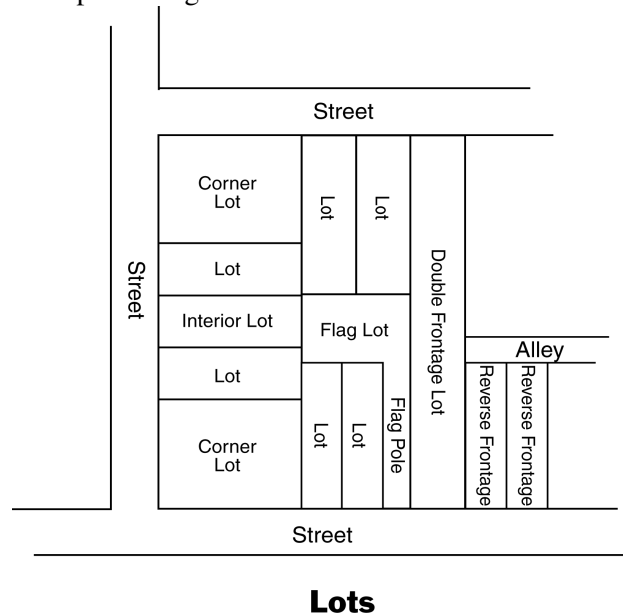 Street
Corner
Lot
Lot
Lot
Lot
Street
Interior Lot
Flag Lot
Double Frontage Lot
Alley
Lot
Corner
Lot
Lot
Lot
Flag Pole
Reverse Frontage
Reverse Frontage
Street
Lots